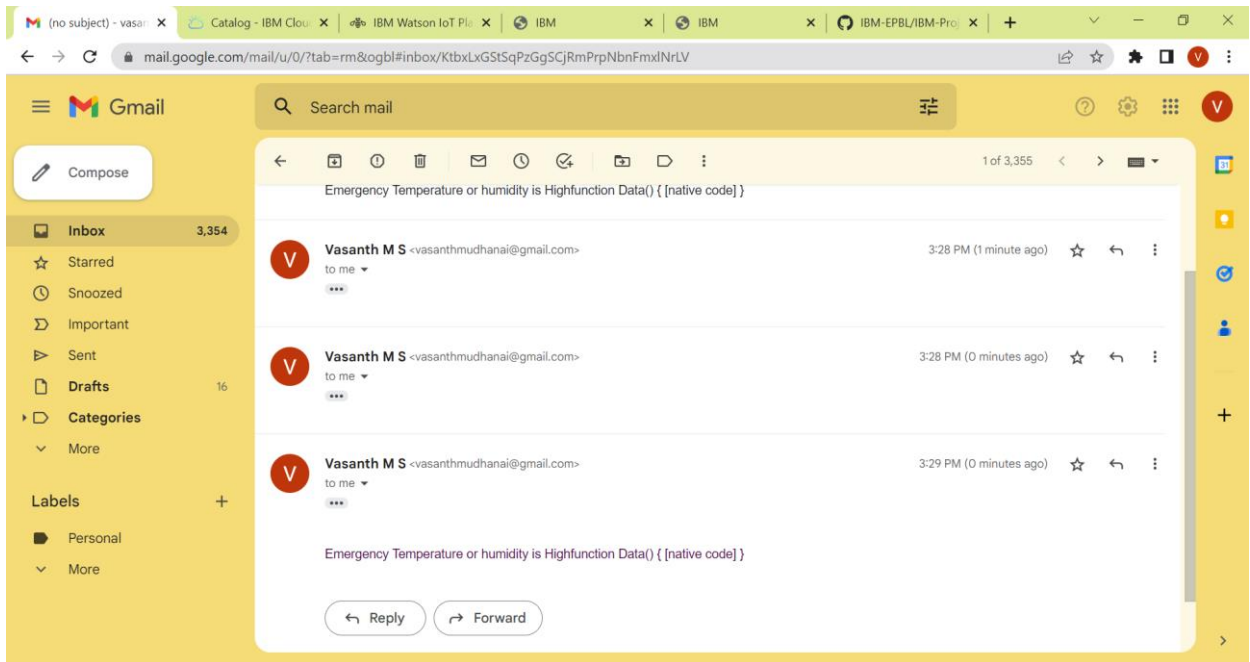 (no subject) - vasan
Catalog - IBM Clou
IBM Watson IoT Pla
IBM
IBM
IBM-EPBL/IBM-Proj
mail.google.com/mail/u/0/?tab=rm&ogbl#inbox/KtbxLxGStSqPzGgSCjRmPrpNbnFmxlNrLV
V
Gmail
Search mail
V
Compose
1 of 3,355
31
Emergency Temperature or humidity is Highfunction Data() { [native code] }
Inbox 3,354
Starred
Snoozed
Important
Sent
Drafts 16
Categories
More
Labels
Personal
More
V
Vasanth M S <vasanthmudhanai@gmail.com> 3:28 PM (1 minute ago)
to me
V
Vasanth M S <vasanthmudhanai@gmail.com> 3:28 PM (0 minutes ago)
to me
V
Vasanth M S <vasanthmudhanai@gmail.com> 3:29 PM (0 minutes ago)
to me
Emergency Temperature or humidity is Highfunction Data() { [native code] }
Reply
Forward